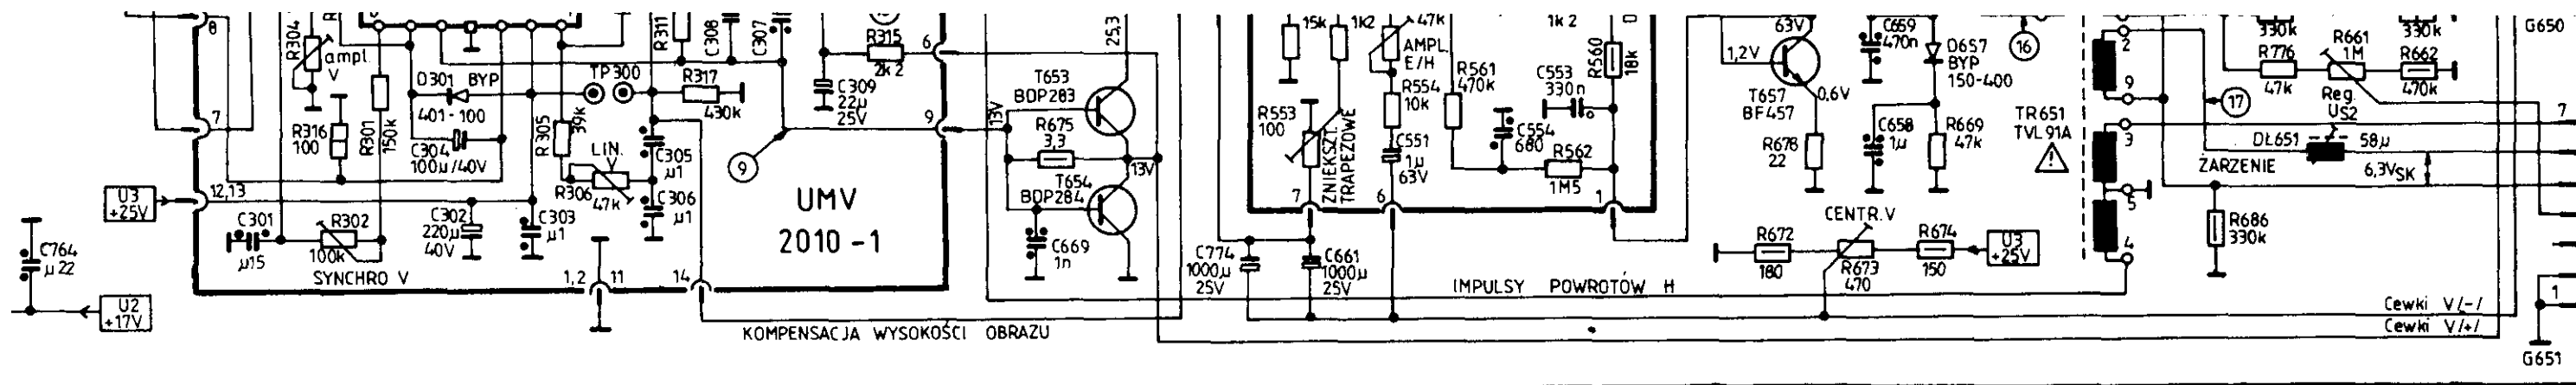 8
R304
ampl.
V
R311
C308
C307
R315
2k2
6
25,3
15k
1k2
47k
AMPL.
E/H
1k 2
R560
18k
63V
1,2V
C659
470n
D657
BYP
150-400
16
2
330k
R776
47k
R661
1M
Reg.
US2
330k
R662
470k
G650
D301
BYP
401-100
TP300
R317
430k
C309
22µ
25V
T653
BDP283
13V
R561
470k
R554
10k
C553
330n
T657
BF457
0,6V
9
17
TR651
TVL91A
7
R316
100
R301
150k
C304
100µ/40V
R305
39k
LIN.
V
R306
47k
C305
µ1
C306
µ1
9
9
R675
3,3
13V
T654
BDP284
R553
100
ZNIEKSZT.
TRAPEZOWE
C551
1µ
63V
C554
680
R562
1M5
R678
22
C658
1µ
R669
47k
3
DŁ651
58µ
ŻARZENIE
6,3V SK
7
U3
+25V
12,13
C301
µ15
R302
100k
SYNCHRO V
C302
220µ
40V
C303
µ1
UMV
2010-1
C669
1n
7
6
1
CENTR.V
R672
180
R673
470
R674
150
U3
+25V
5
4
R686
330k
C764
µ22
U2
+17V
1,2
11
14
C774
1000µ
25V
C661
1000µ
25V
IMPULSY POWROTÓW H
KOMPENSACJA WYSOKOŚCI OBRAZU
Cewki V/-/
Cewki V/+/
1
G651